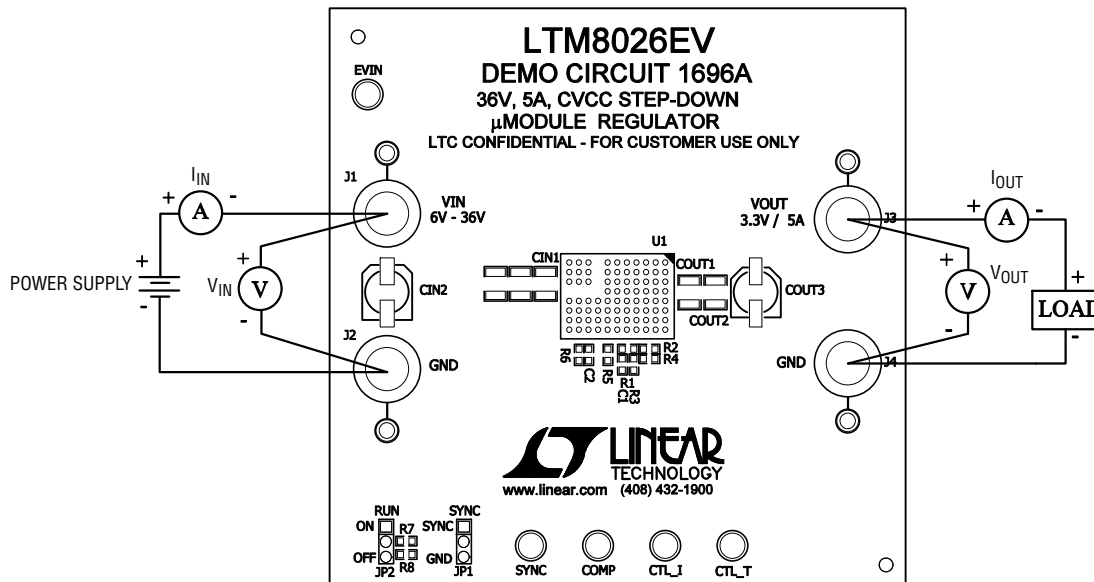 LTM8026EV
DEMO CIRCUIT 1696A
36V, 5A, CVCC STEP-DOWN
µMODULE REGULATOR
LTC CONFIDENTIAL - FOR CUSTOMER USE ONLY
EVIN
J1
VIN
6V - 36V
IIN
+ A -
POWER SUPPLY
+
-
VIN
+
V
-
CIN2
J2
GND
CIN1
U1
COUT1
COUT2
COUT3
R6
C2
R5
R2
R4
R1
C1
R3
VOUT
3.3V / 5A
J3
IOUT
+ A -
VOUT
+
V
-
+
LOAD
-
GND
J4
LT LINEAR
TECHNOLOGY
www.linear.com (408) 432-1900
RUN
ON
OFF
JP2
R7
R8
SYNC
SYNC
GND
JP1
SYNC
COMP
CTL_I
CTL_T